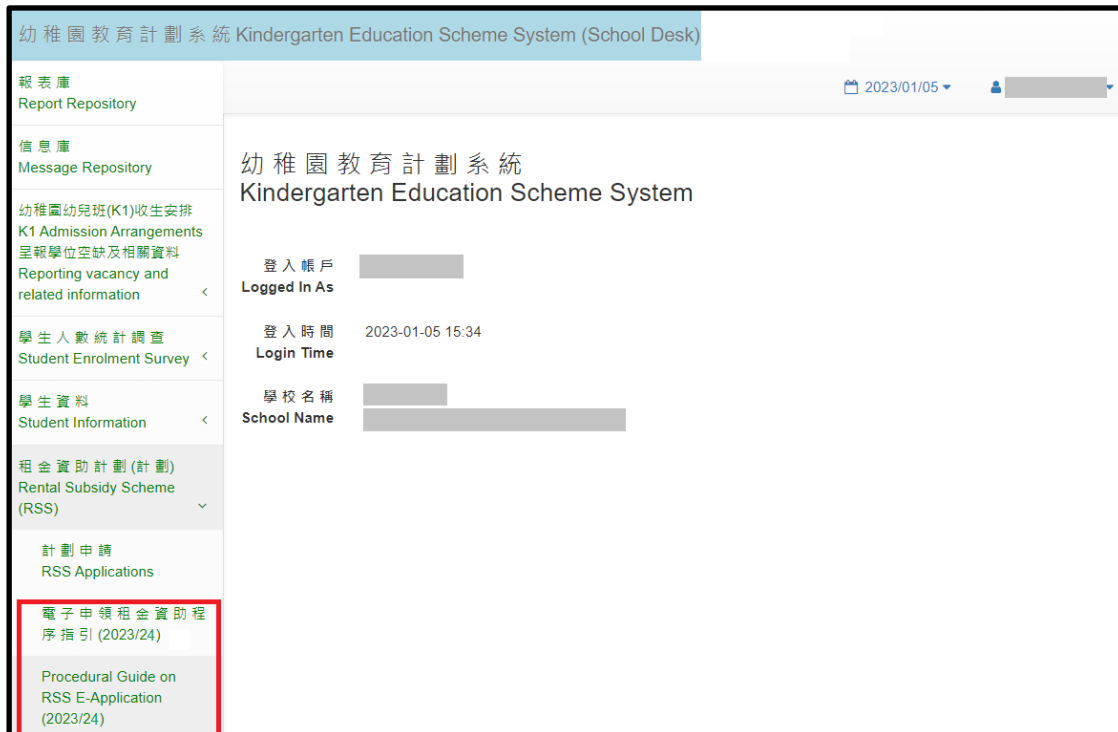 幼稚園教育計劃系統 Kindergarten Education Scheme System (School Desk)
2023/01/05
報表庫
Report Repository
信息庫
Message Repository
幼稚園幼兒班(K1)收生安排
K1 Admission Arrangements
呈報學位空缺及相關資料
Reporting vacancy and
related information
學生人數統計調查
Student Enrolment Survey
學生資料
Student Information
租金資助計劃(計劃)
Rental Subsidy Scheme
(RSS)
計劃申請
RSS Applications
電子申領租金資助程
序指引(2023/24)
Procedural Guide on
RSS E-Application
(2023/24)
幼稚園教育計劃系統
Kindergarten Education Scheme System
登入帳戶
Logged In As
登入時間 2023-01-05 15:34
Login Time
學校名稱
School Name